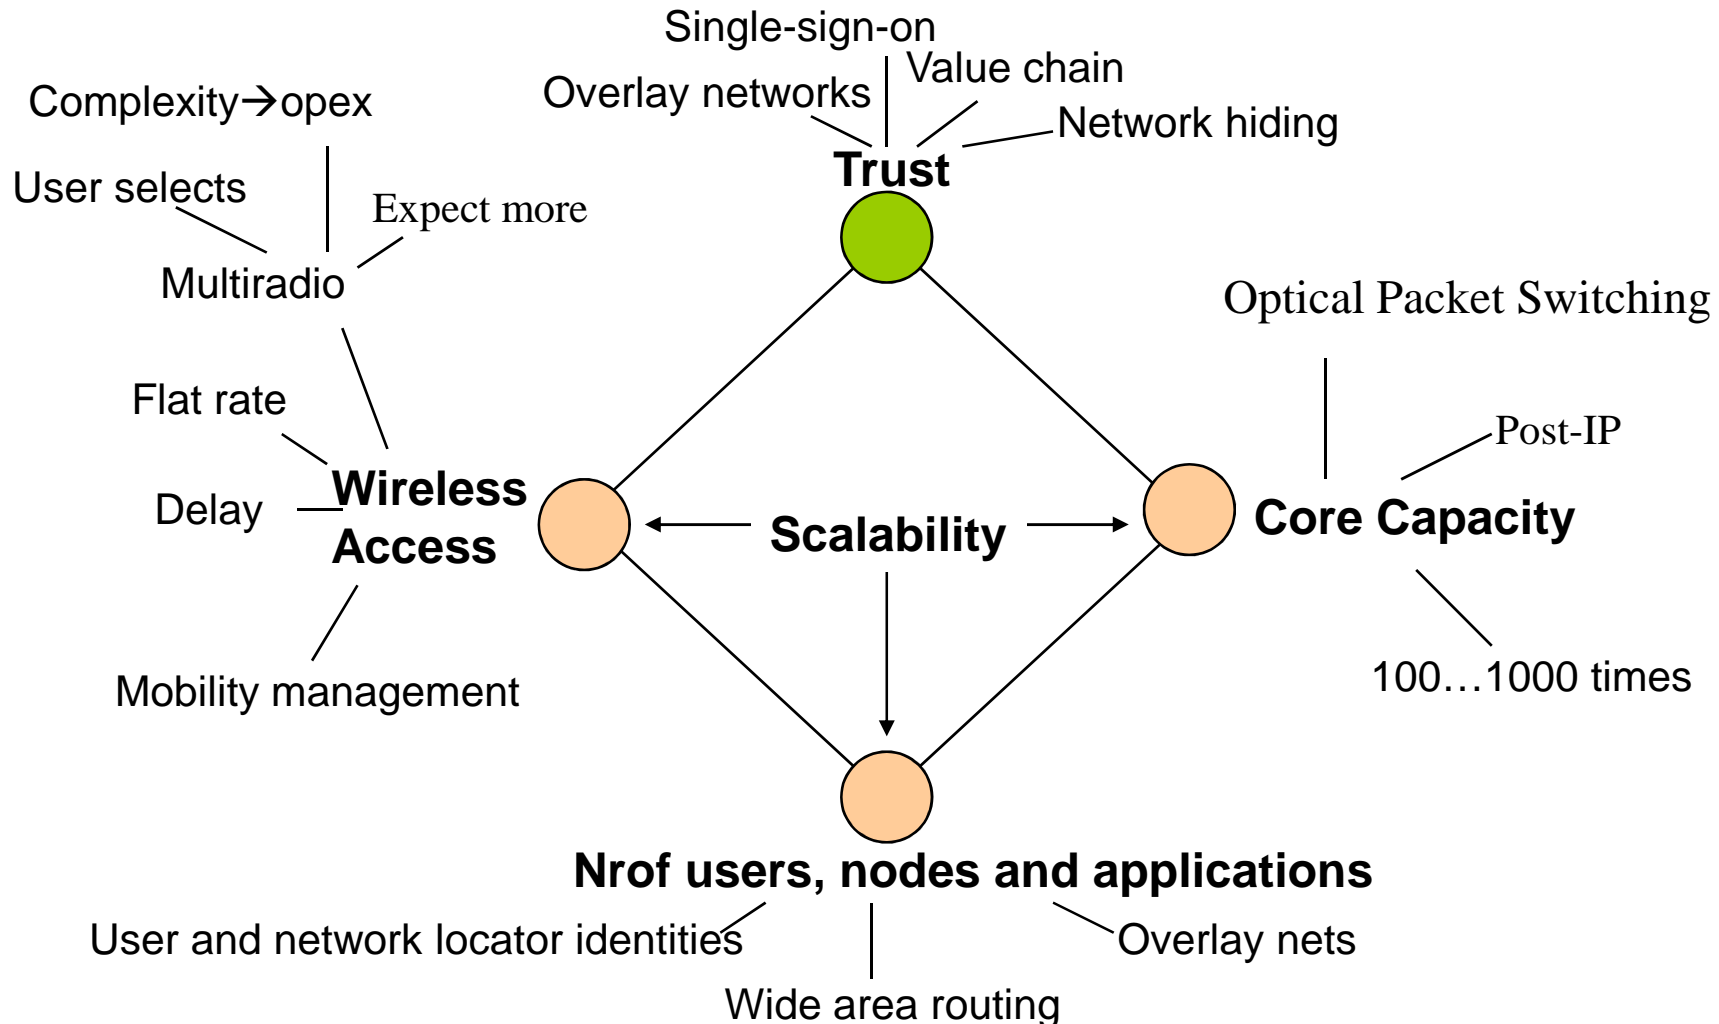 Single-sign-on
Value chain
Overlay networks
Complexity→opex
Network hiding
Trust
User selects
Expect more
Multiradio
Optical Packet Switching
Flat rate
Post-IP
Wireless
Access
Delay
Scalability
Core Capacity
Mobility management
100…1000 times
Nrof users, nodes and applications
User and network locator identities
Overlay nets
Wide area routing